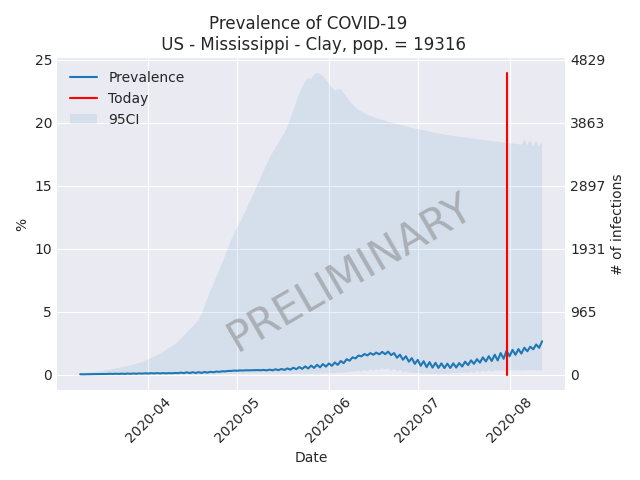 Prevalence of COVID-19
US - Mississippi - Clay, pop. = 19316
25
20
15
10
5
0
%
4829
3863
2897
1931
965
0
# of infections
Prevalence
Today
95CI
PRELIMINARY
2020-04
2020-05
2020-06
2020-07
2020-08
Date